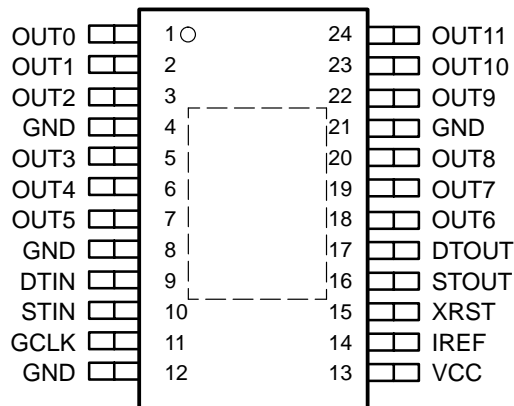 OUT0 1 24 OUT11
OUT1 2 23 OUT10
OUT2 3 22 OUT9
GND 4 21 GND
OUT3 5 20 OUT8
OUT4 6 19 OUT7
OUT5 7 18 OUT6
GND 8 17 DTOUT
DTIN 9 16 STOUT
STIN 10 15 XRST
GCLK 11 14 IREF
GND 12 13 VCC